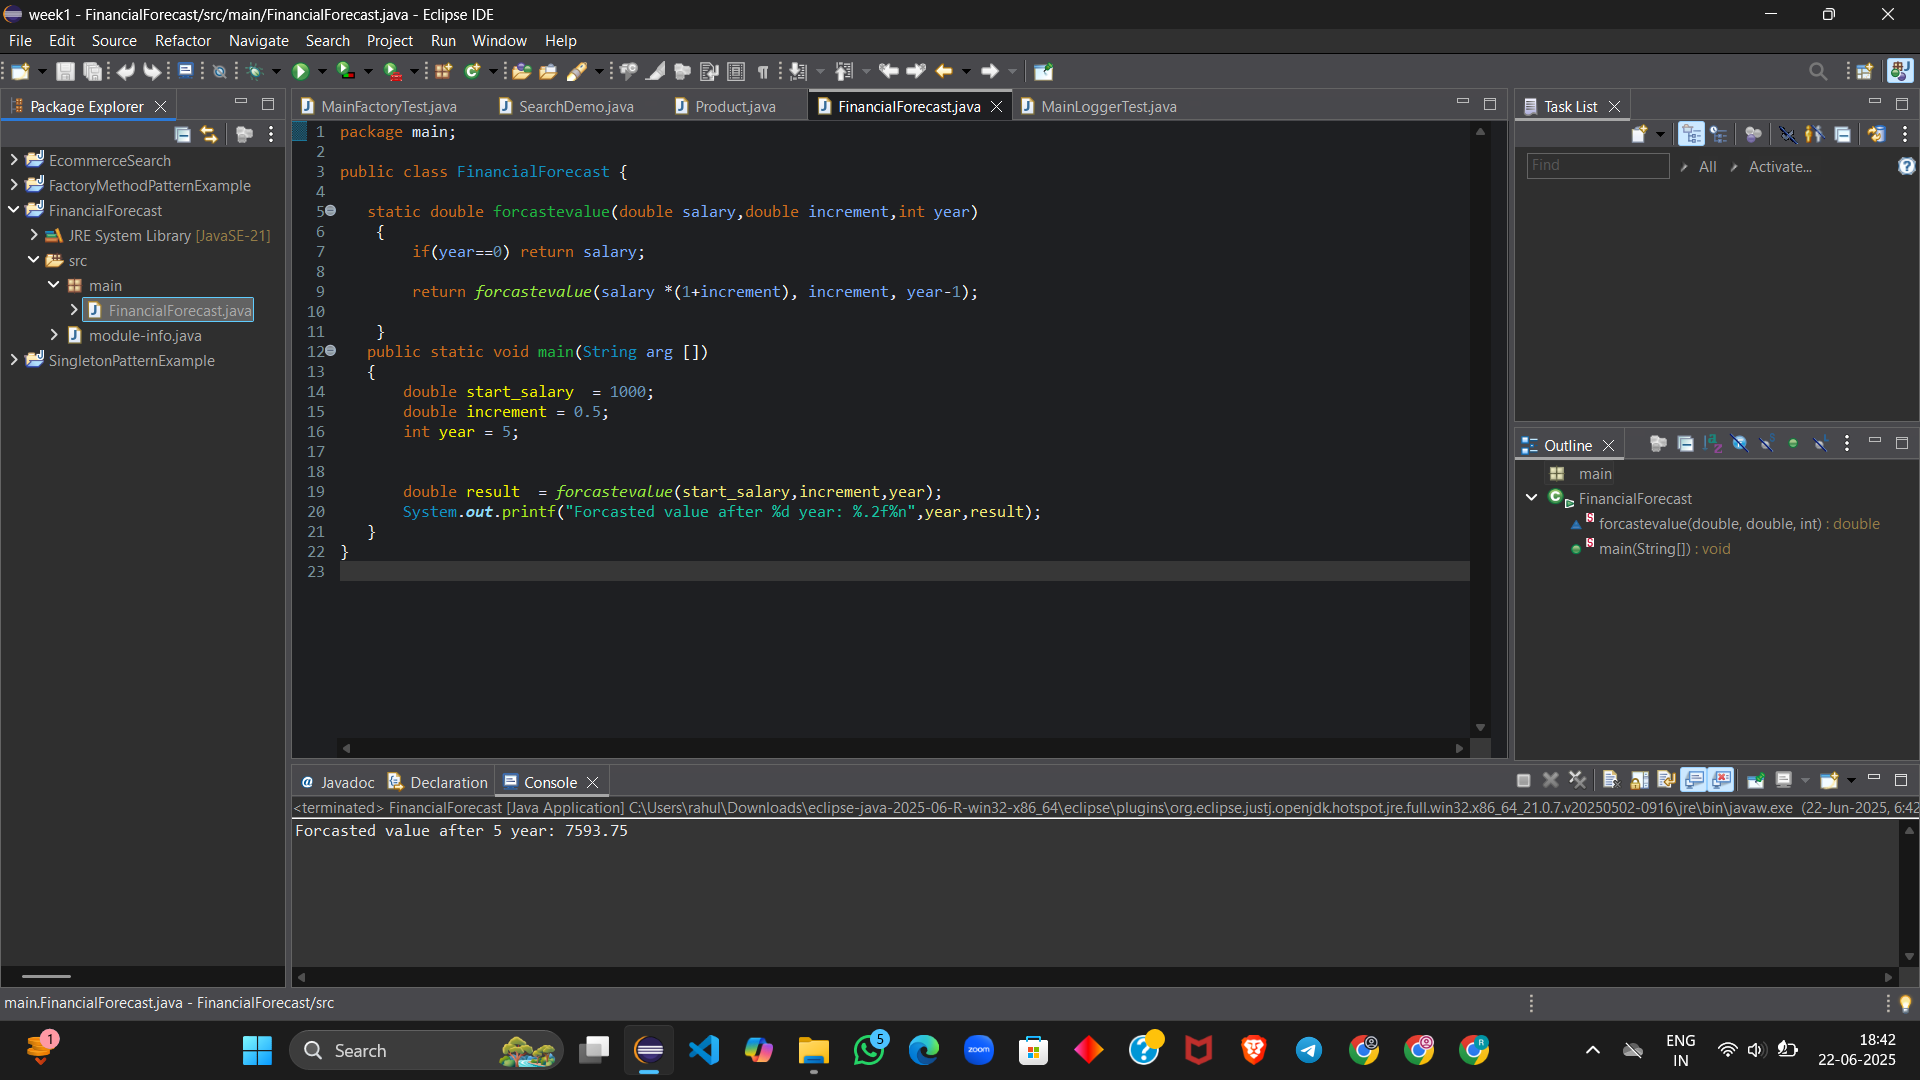 week1 - FinancialForecast/src/main/FinancialForecast.java - Eclipse IDE
File Edit Source Refactor Navigate Search Project Run Window Help
Package Explorer
EcommerceSearch
FactoryMethodPatternExample
FinancialForecast
JRE System Library [JavaSE-21]
src
main
FinancialForecast.java
module-info.java
SingletonPatternExample
MainFactoryTest.java SearchDemo.java Product.java FinancialForecast.java MainLoggerTest.java
1 package main;
2
3 public class FinancialForecast {
4
5 static double forcastevalue(double salary,double increment,int year)
6 {
7 if(year==0) return salary;
8
9 return forcastevalue(salary *(1+increment), increment, year-1);
10
11 }
12 public static void main(String arg [])
13 {
14 double start_salary  = 1000;
15 double increment = 0.5;
16 int year = 5;
17
18
19 double result  = forcastevalue(start_salary,increment,year);
20 System.out.printf("Forcasted value after %d year: %.2f%n",year,result);
21 }
22 }
23
Task List
Find All Activate...
Outline
main
FinancialForecast
forcastevalue(double, double, int) : double
main(String[]) : void
Javadoc Declaration Console
<terminated> FinancialForecast [Java Application] C:\Users\rahul\Downloads\eclipse-java-2025-06-R-win32-x86_64\eclipse\plugins\org.eclipse.justj.openjdk.hotspot.jre.full.win32.x86_64_21.0.7.v20250502-0916\jre\bin\javaw.exe (22-Jun-2025, 6:42
Forcasted value after 5 year: 7593.75
main.FinancialForecast.java - FinancialForecast/src
1
Search
5
zoom
R
ENG
IN
18:42
22-06-2025